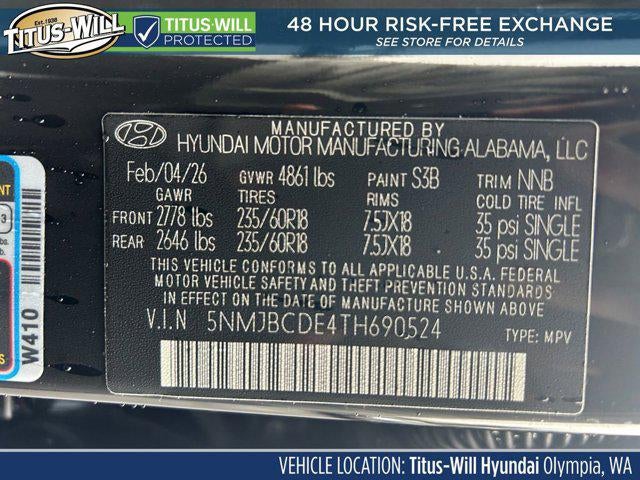 Est. 1938
TITUS-WILL
TITUS-WILL
PROTECTED
48 HOUR RISK-FREE EXCHANGE
SEE STORE FOR DETAILS
MANUFACTURED BY
HYUNDAI MOTOR MANUFACTURING ALABAMA, LLC
Feb/04/26 GVWR 4861 lbs PAINT S3B TRIM NNB
GAWR TIRES RIMS COLD TIRE INFL
FRONT 2778 lbs 235/60R18 7.5JX18 35 psi SINGLE
REAR 2646 lbs 235/60R18 7.5JX18 35 psi SINGLE
THIS VEHICLE CONFORMS TO ALL APPLICABLE U.S.A. FEDERAL
MOTOR VEHICLE SAFETY AND THEFT PREVENTION STANDARDS
IN EFFECT ON THE DATE OF MANUFACTURE SHOWN ABOVE.
V.I.N 5NMJBCDE4TH690524 TYPE: MPV
W410
VEHICLE LOCATION: Titus-Will Hyundai Olympia, WA